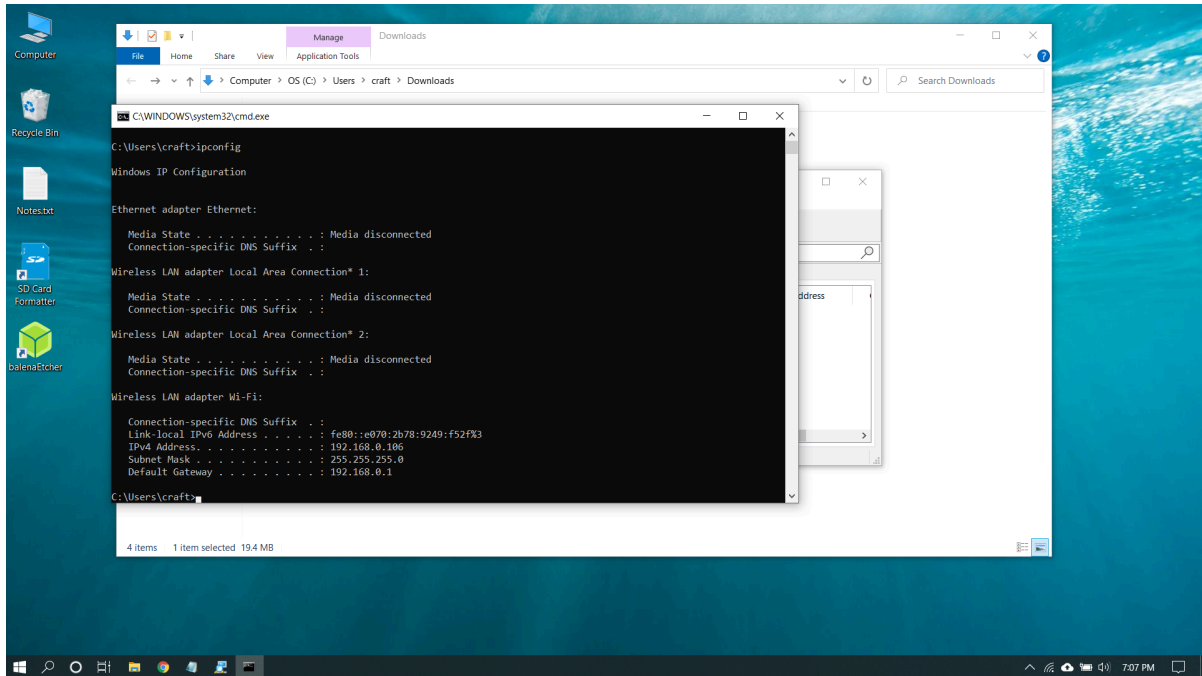 Computer
Recycle Bin
Notes.txt
SD Card
Formatter
balenaEtcher
Manage
Downloads
File Home Share View Application Tools
Computer > OS (C:) > Users > craft > Downloads
Search Downloads
C:\WINDOWS\system32\cmd.exe
C:\Users\craft>ipconfig
Windows IP Configuration
Ethernet adapter Ethernet:
Media State . . . . . . . . . . . : Media disconnected
Connection-specific DNS Suffix . :
Wireless LAN adapter Local Area Connection* 1:
Media State . . . . . . . . . . . : Media disconnected
Connection-specific DNS Suffix . :
Wireless LAN adapter Local Area Connection* 2:
Media State . . . . . . . . . . . : Media disconnected
Connection-specific DNS Suffix . :
Wireless LAN adapter Wi-Fi:
Connection-specific DNS Suffix . :
Link-local IPv6 Address . . . . . : fe80::e070:2b78:9249:f52f%3
IPv4 Address. . . . . . . . . . . : 192.168.0.106
Subnet Mask . . . . . . . . . . . : 255.255.255.0
Default Gateway . . . . . . . . . : 192.168.0.1
C:\Users\craft>
ddress
4 items 1 item selected 19.4 MB
7:07 PM